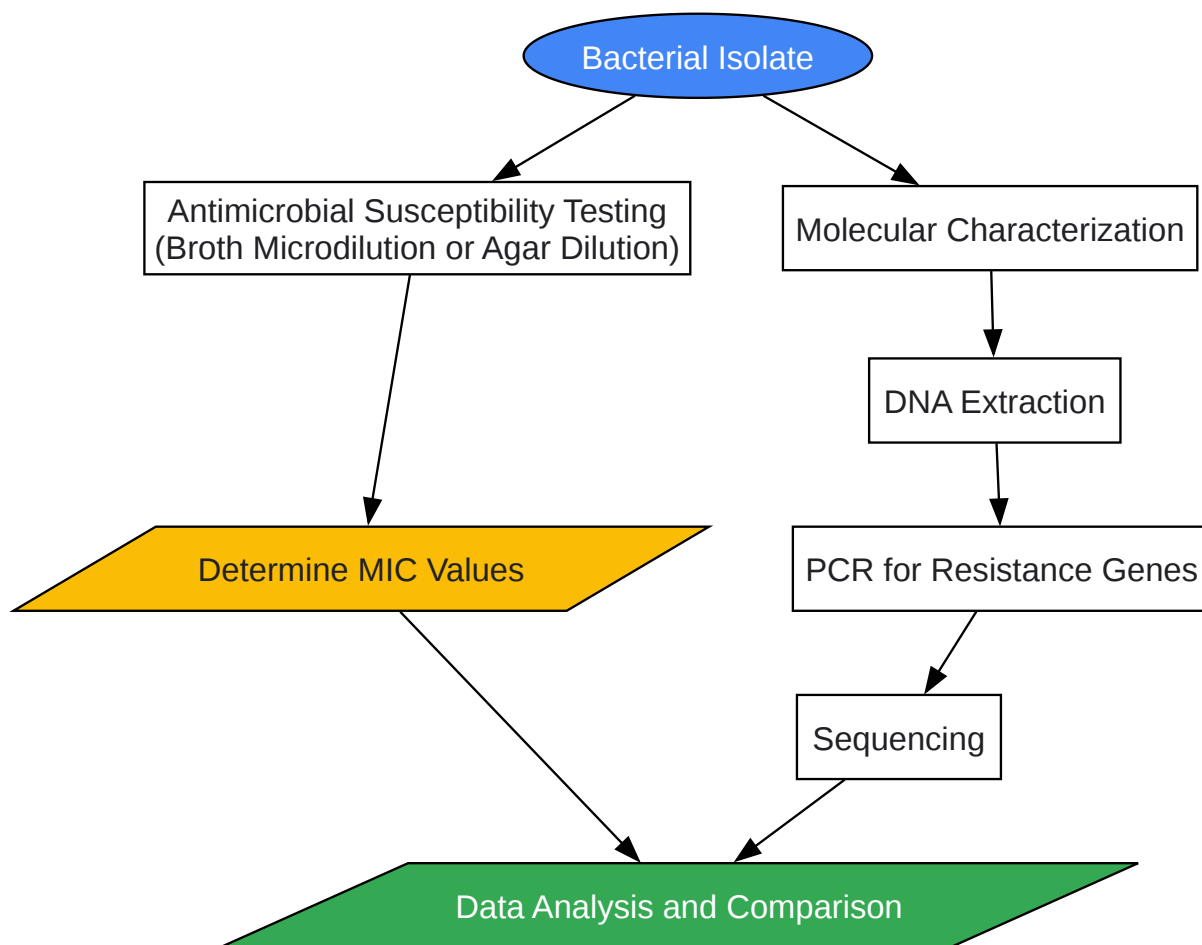 Bacterial Isolate
Antimicrobial Susceptibility Testing
(Broth Microdilution or Agar Dilution)
Molecular Characterization
DNA Extraction
Determine MIC Values
PCR for Resistance Genes
Sequencing
Data Analysis and Comparison